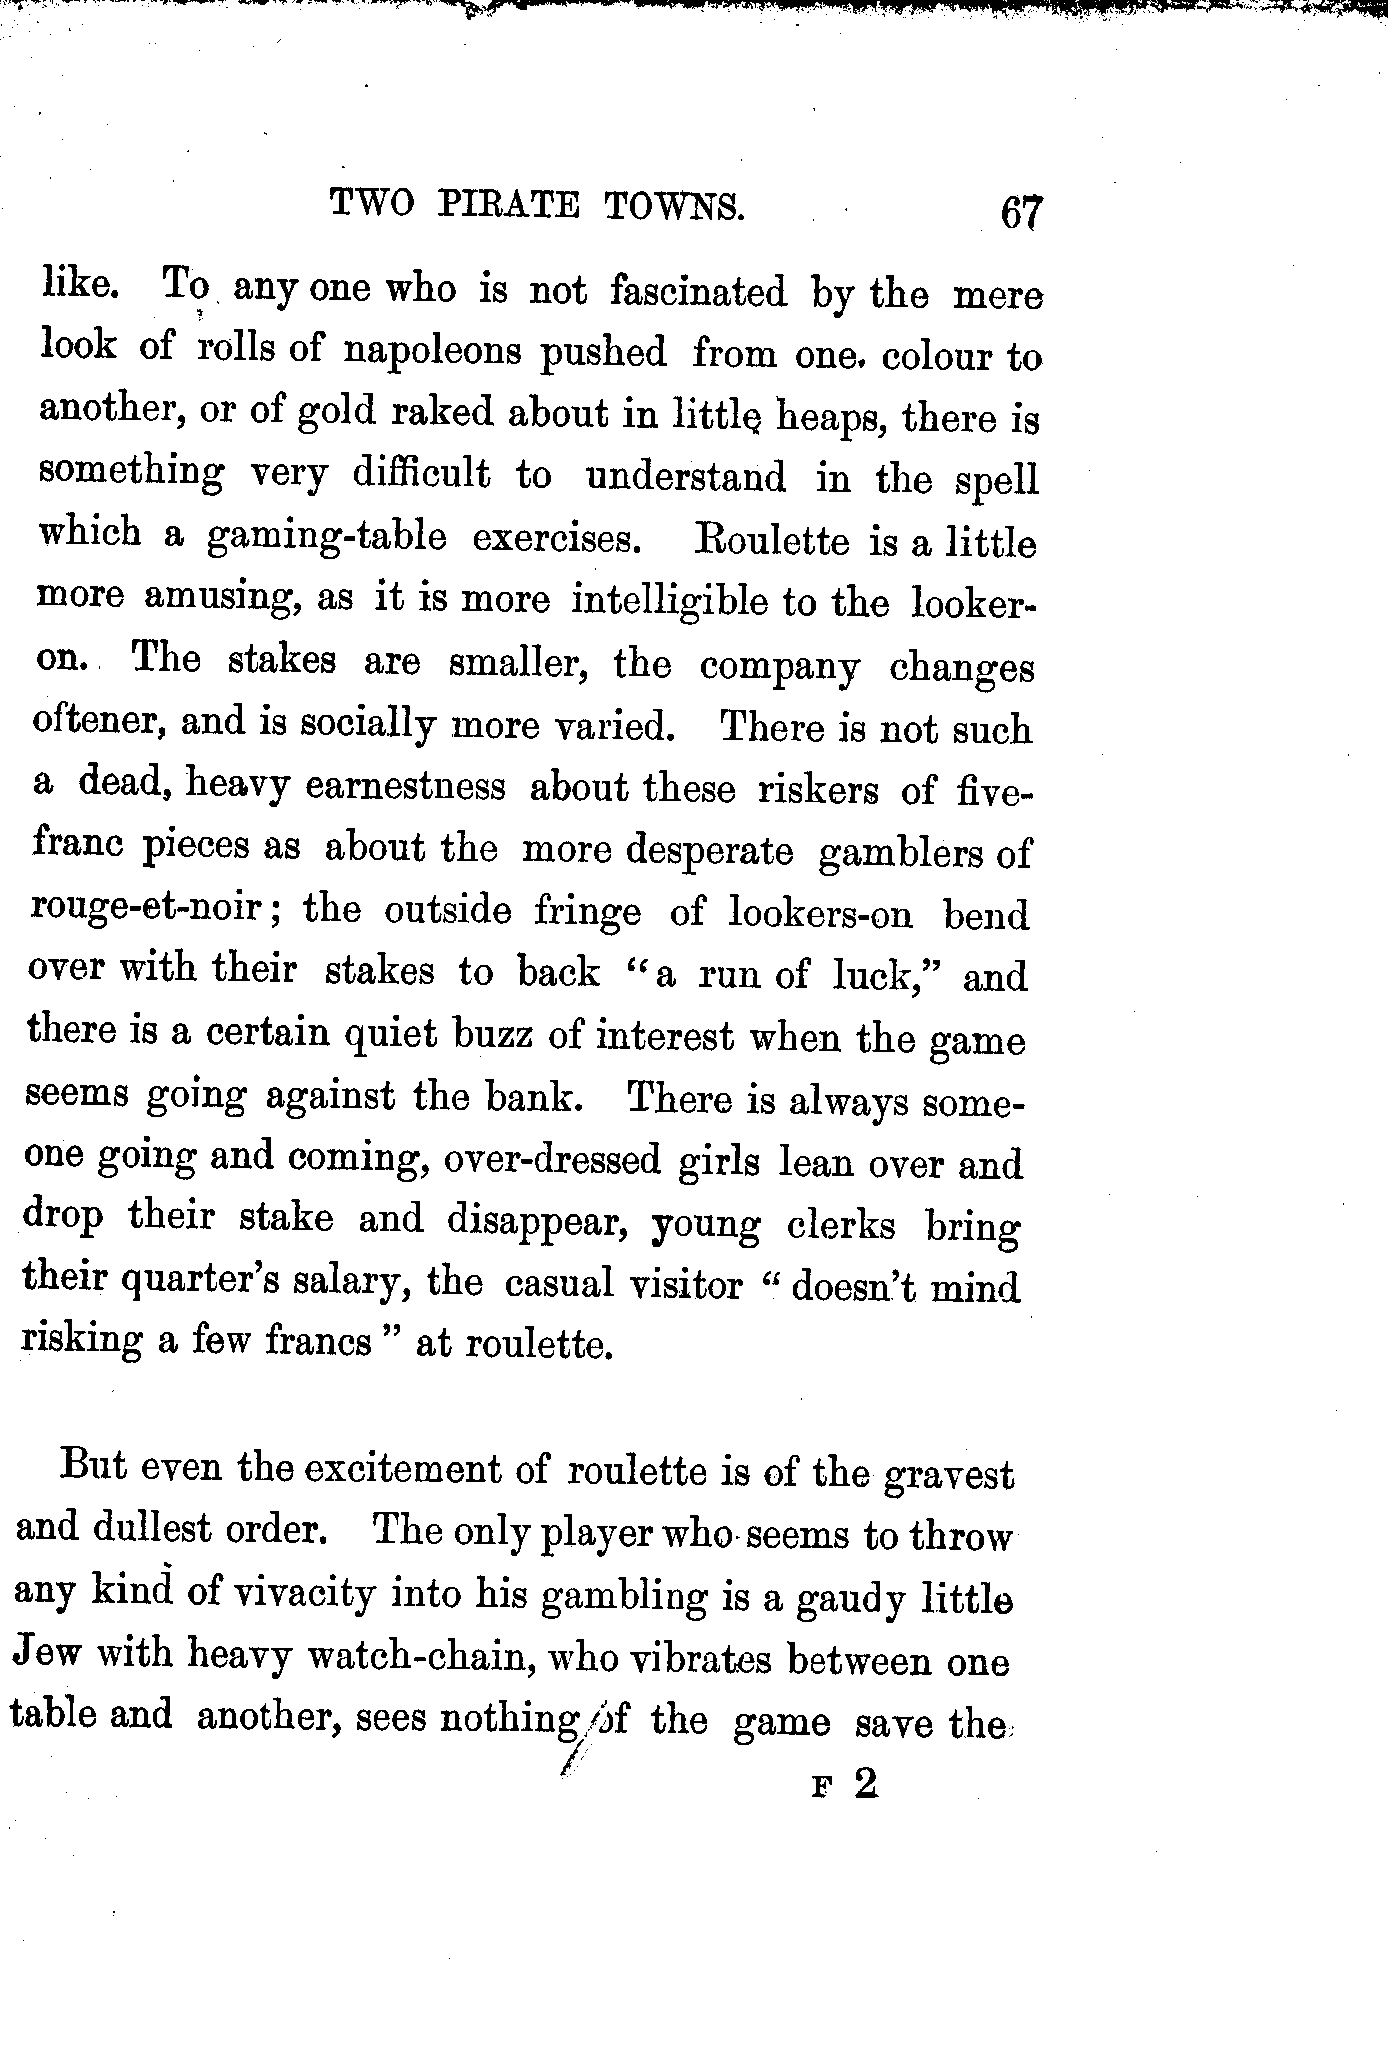 TWO PIRATE TOWNS. 67
like. To any one who is not fascinated by the mere
look of rolls of napoleons pushed from one colour to
another, or of gold raked about in little heaps, there is
something very difficult to understand in the spell
which a gaming-table exercises. Roulette is a little
more amusing, as it is more intelligible to the looker-
on. The stakes are smaller, the company changes
oftener, and is socially more varied. There is not such
a dead, heavy earnestness about these riskers of five-
franc pieces as about the more desperate gamblers of
rouge-et-noir; the outside fringe of lookers-on bend
over with their stakes to back “a run of luck,” and
there is a certain quiet buzz of interest when the game
seems going against the bank. There is always some-
one going and coming, over-dressed girls lean over and
drop their stake and disappear, young clerks bring
their quarter’s salary, the casual visitor “doesn’t mind
risking a few francs” at roulette.
But even the excitement of roulette is of the gravest
and dullest order. The only player who seems to throw
any kind of vivacity into his gambling is a gaudy little
Jew with heavy watch-chain, who vibrates between one
table and another, sees nothing of the game save the
F 2